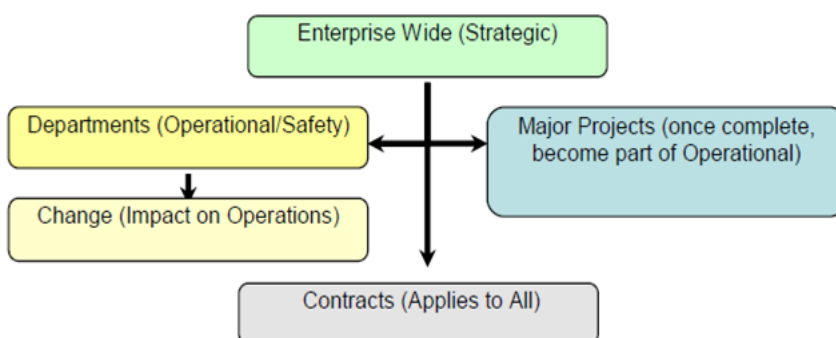 Enterprise Wide (Strategic)
Departments (Operational/Safety)
Major Projects (once complete,
become part of Operational)
Change (Impact on Operations)
Contracts (Applies to All)